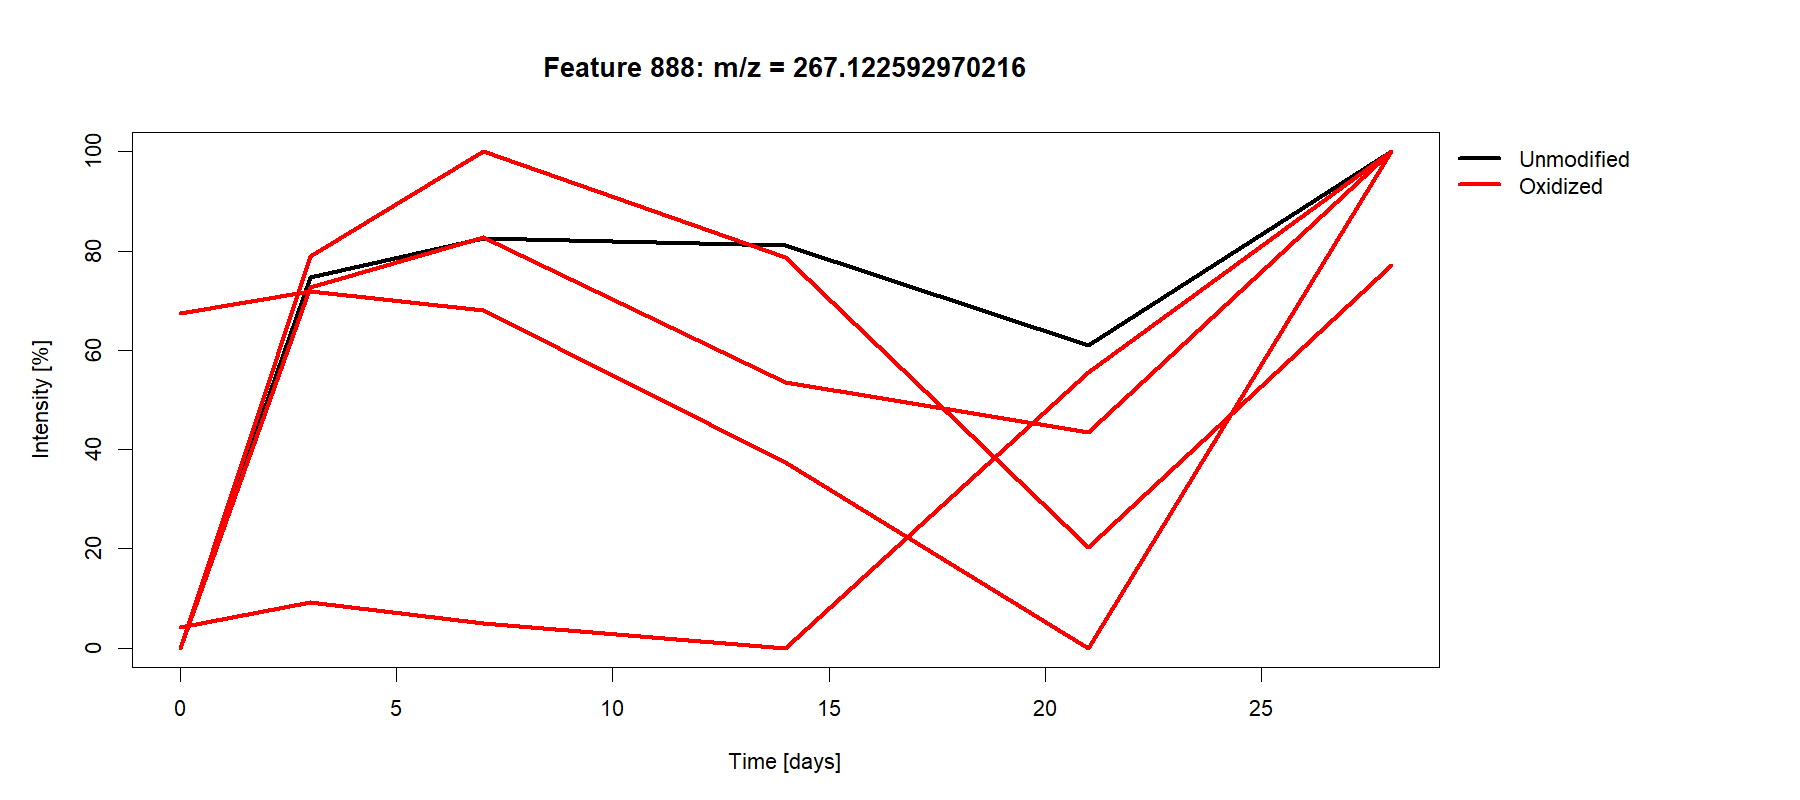 Feature 888: m/z = 267.122592970216
Unmodified
Oxidized
Intensity [%]
100
80
60
40
20
0
0 5 10 15 20 25
Time [days]